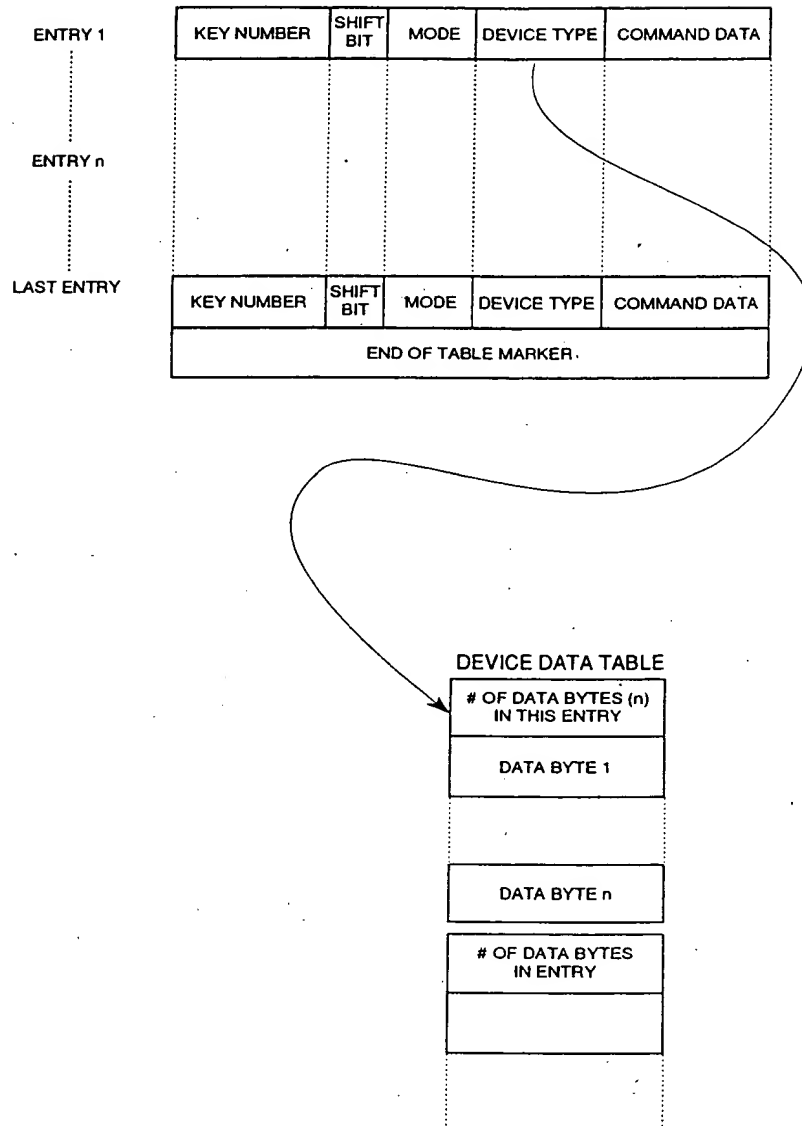 ENTRY 1
KEY NUMBER SHIFT BIT MODE DEVICE TYPE COMMAND DATA
ENTRY n
LAST ENTRY
KEY NUMBER SHIFT BIT MODE DEVICE TYPE COMMAND DATA
END OF TABLE MARKER
DEVICE DATA TABLE
# OF DATA BYTES (n)
IN THIS ENTRY
DATA BYTE 1
DATA BYTE n
# OF DATA BYTES
IN ENTRY